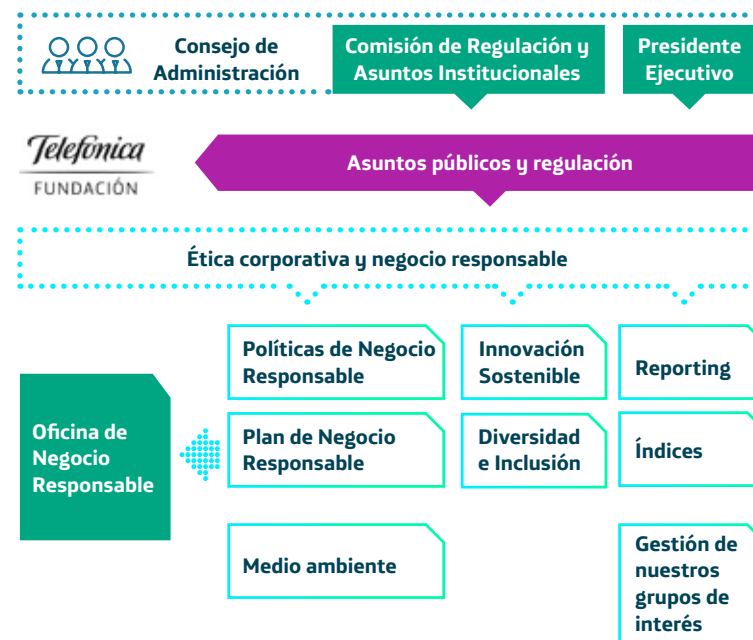 Consejo de
Administración
Comisión de Regulación y
Asuntos Institucionales
Presidente
Ejecutivo
Telefónica
FUNDACIÓN
Asuntos públicos y regulación
Ética corporativa y negocio responsable
Políticas de Negocio
Responsable
Innovación
Sostenible
Reporting
Oficina de
Negocio
Responsable
Plan de Negocio
Responsable
Diversidad
e Inclusión
Índices
Medio ambiente
Gestión de
nuestros
grupos de
interés